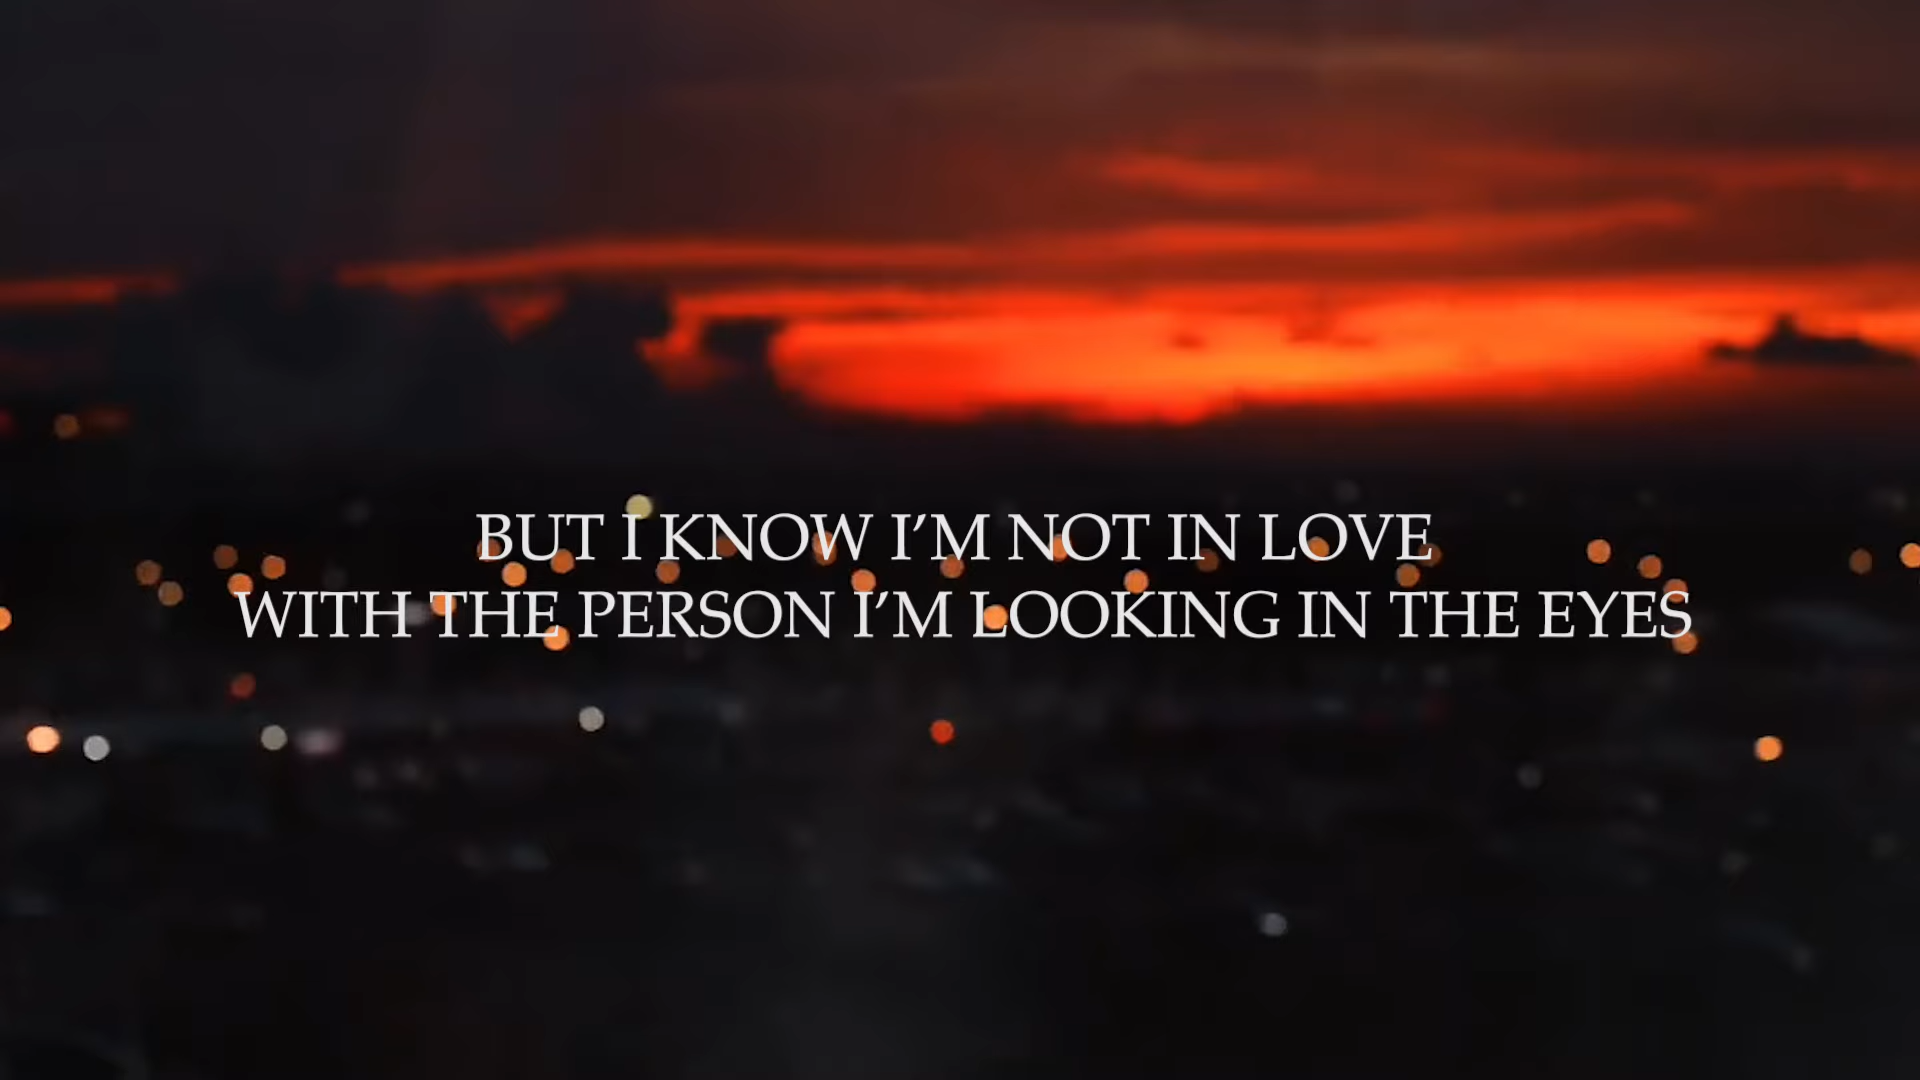 BUT I KNOW I’M NOT IN LOVE
WITH THE PERSON I’M LOOKING IN THE EYES